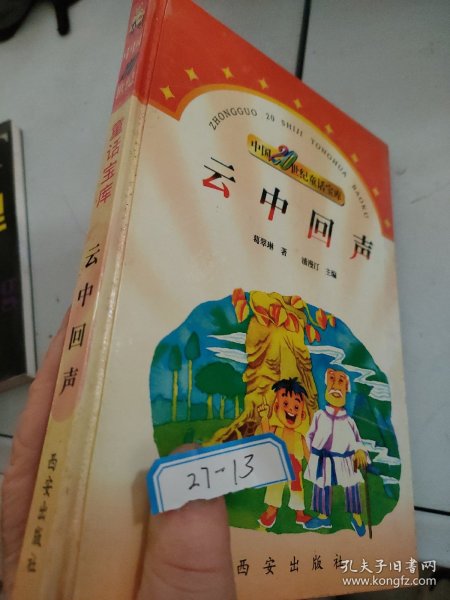 ZHONGGUO 20 SHIJI TONGHUA BAOKU
中国20世纪童话宝库
云中回声
葛翠琳 著 浦漫汀 主编
西安出版社
童话宝库
云中回声
西安出版社
27-13
孔夫子旧书网
www.kongfz.com